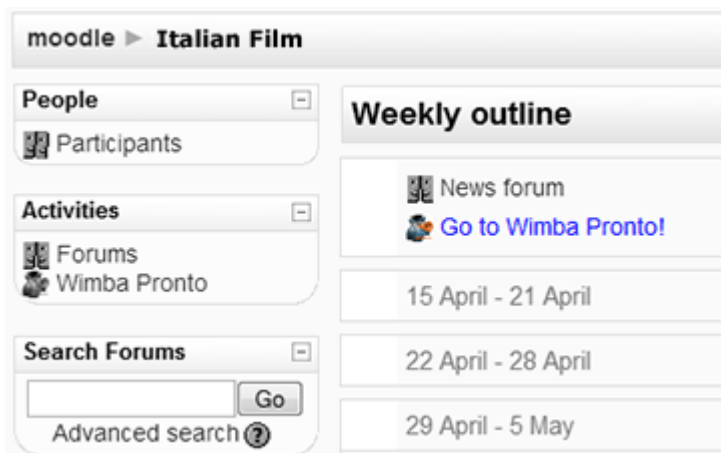 moodle ▶ Italian Film
People
Participants
Activities
Forums
Wimba Pronto
Search Forums
Go
Advanced search ?
Weekly outline
News forum
Go to Wimba Pronto!
15 April - 21 April
22 April - 28 April
29 April - 5 May